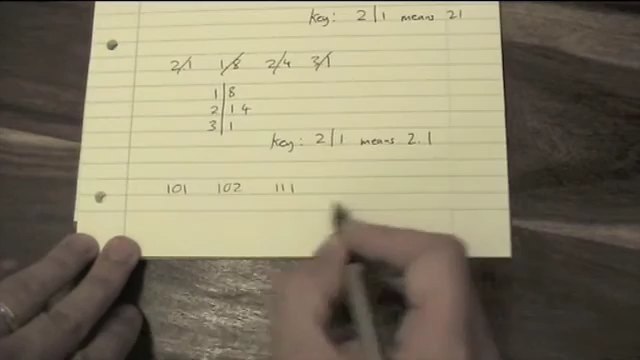 Key: 2 | 1 means 21
2/1 1/8 2/4 3/1
1 | 8
2 | 1 4
3 | 1
Key: 2 | 1 means 2.1
101 102 111